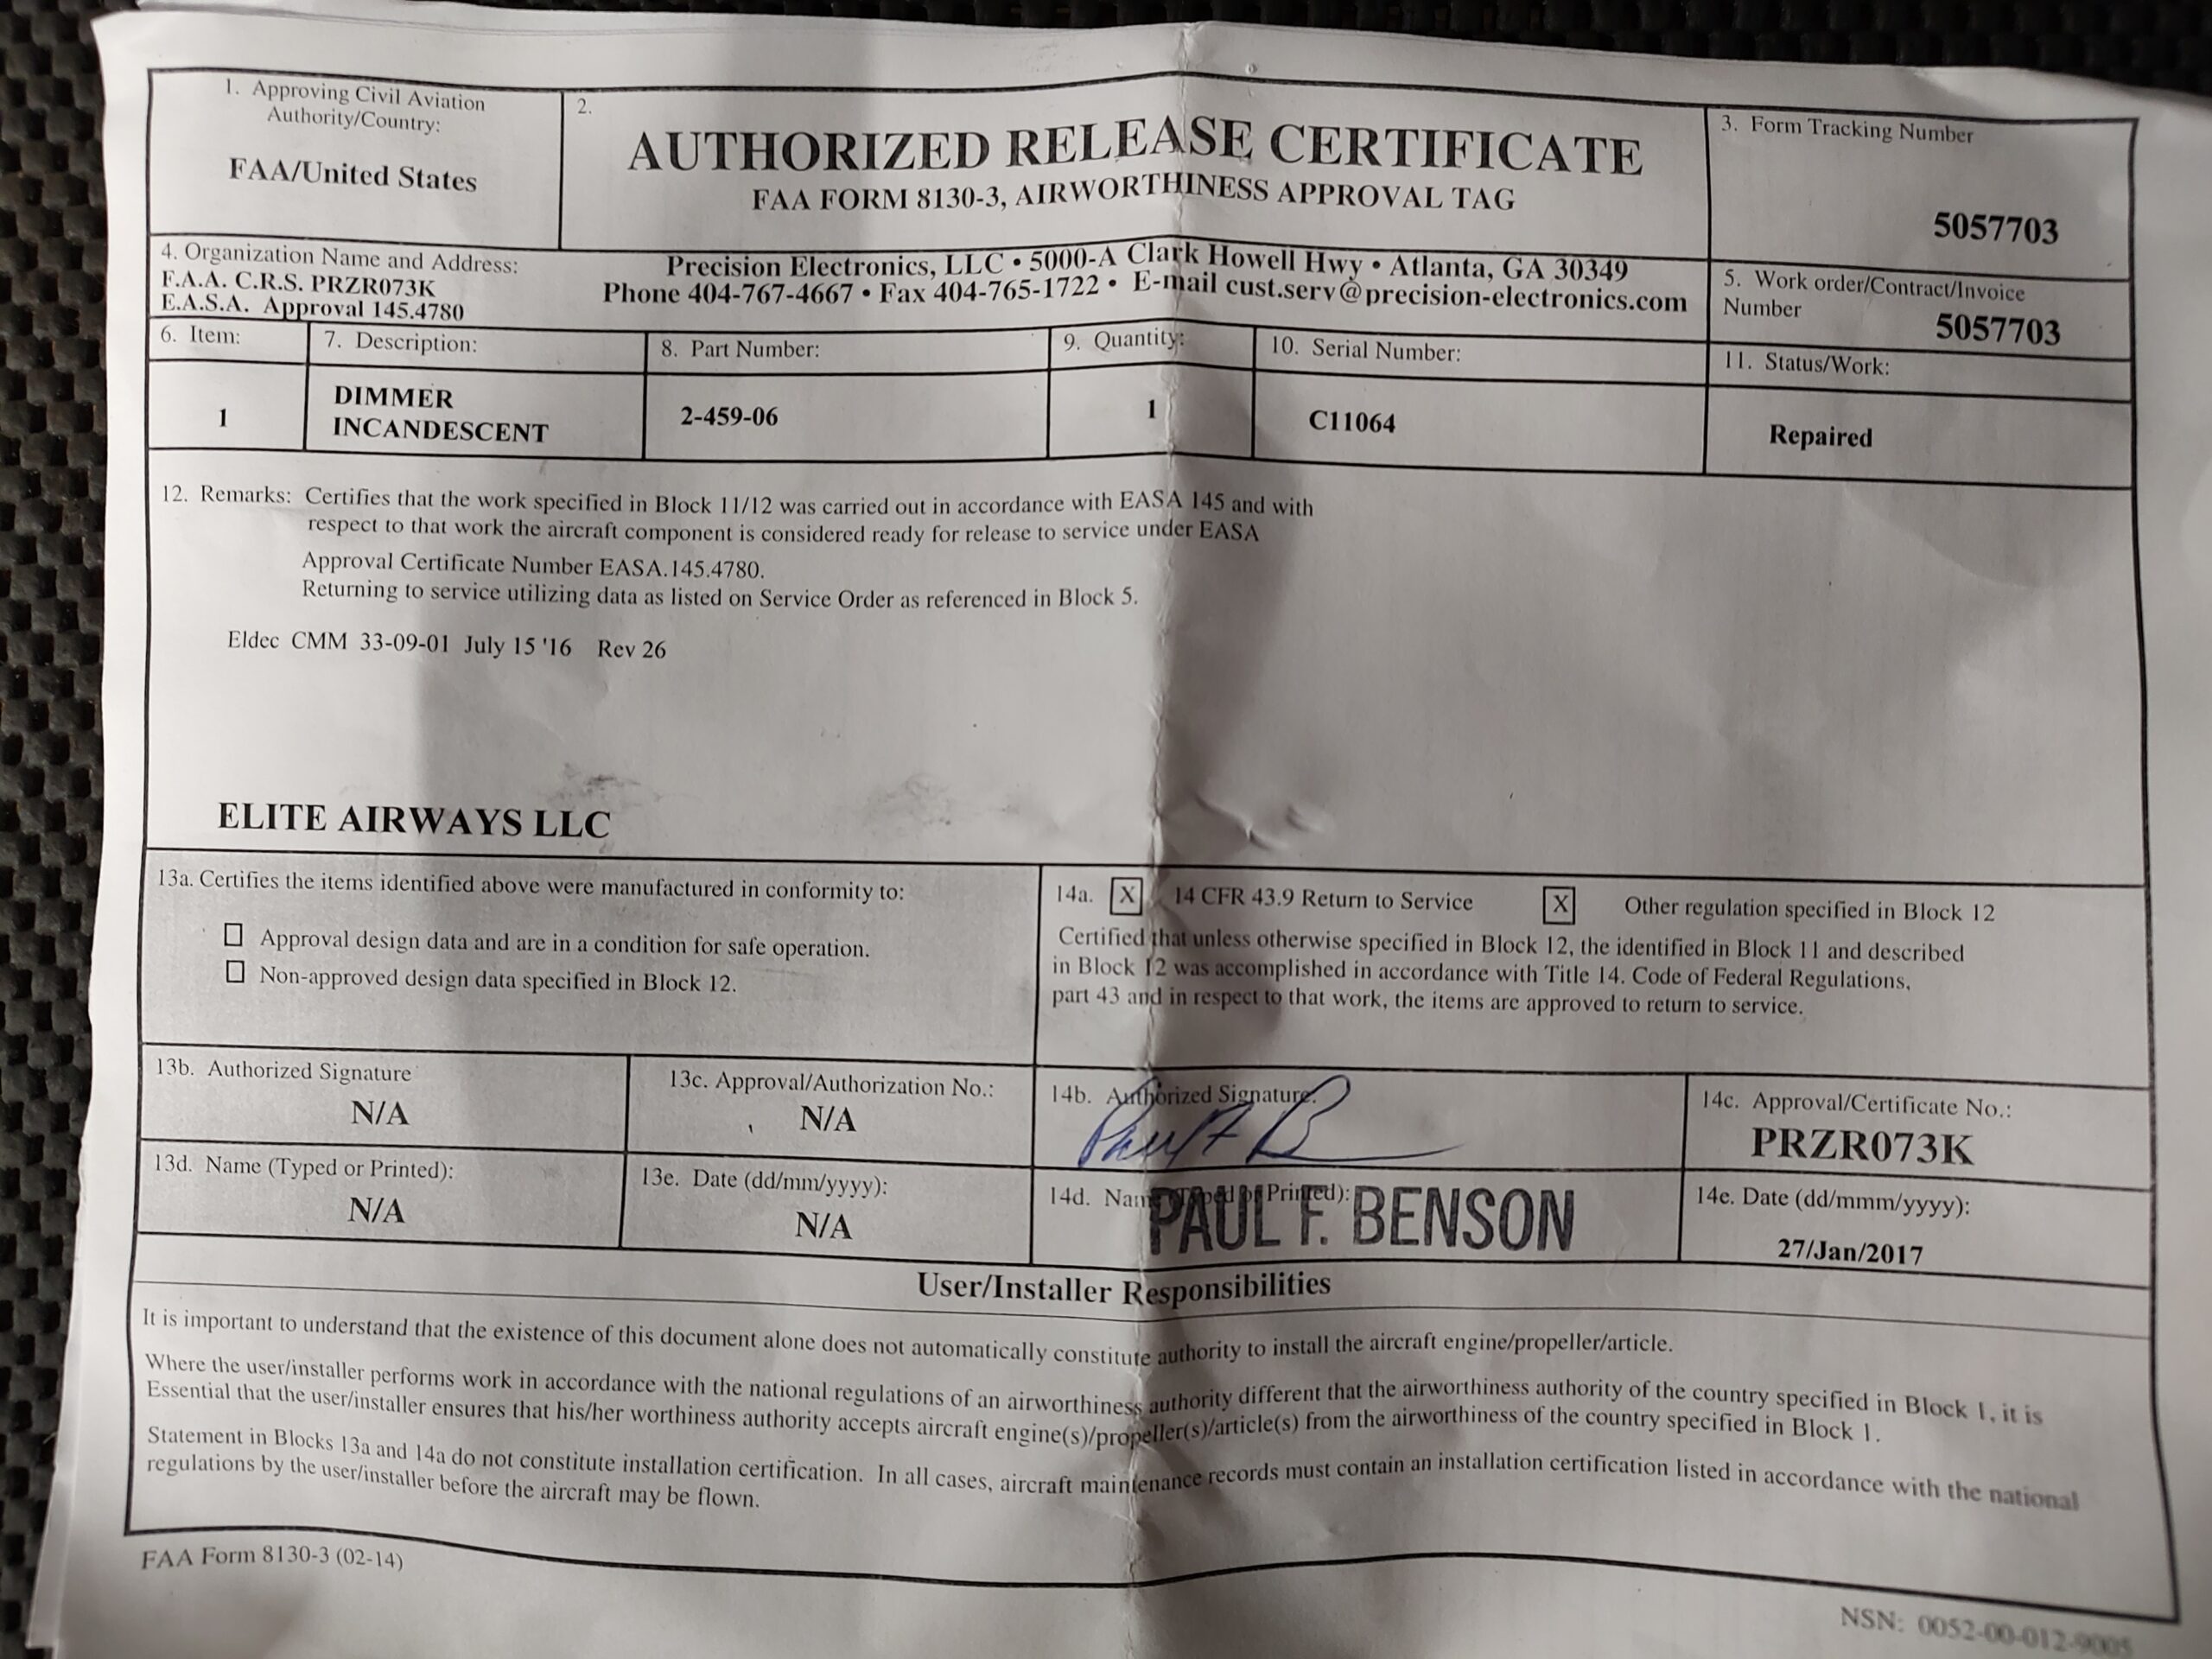 1. Approving Civil Aviation
Authority/Country:
FAA/United States
2.
AUTHORIZED RELEASE CERTIFICATE
FAA FORM 8130-3, AIRWORTHINESS APPROVAL TAG
3. Form Tracking Number
5057703
4. Organization Name and Address:
F.A.A. C.R.S. PRZR073K
E.A.S.A. Approval 145.4780
Precision Electronics, LLC • 5000-A Clark Howell Hwy • Atlanta, GA 30349
Phone 404-767-4667 • Fax 404-765-1722 • E-mail cust.serv@precision-electronics.com
5. Work order/Contract/Invoice
Number
5057703
6. Item:
7. Description:
8. Part Number:
9. Quantity:
10. Serial Number:
11. Status/Work:
1
DIMMER
INCANDESCENT
2-459-06
1
C11064
Repaired
12. Remarks: Certifies that the work specified in Block 11/12 was carried out in accordance with EASA 145 and with
respect to that work the aircraft component is considered ready for release to service under EASA
Approval Certificate Number EASA.145.4780.
Returning to service utilizing data as listed on Service Order as referenced in Block 5.
Eldec CMM 33-09-01 July 15 '16 Rev 26
ELITE AIRWAYS LLC
13a. Certifies the items identified above were manufactured in conformity to:
Approval design data and are in a condition for safe operation.
Non-approved design data specified in Block 12.
14a. X 14 CFR 43.9 Return to Service X Other regulation specified in Block 12
Certified that unless otherwise specified in Block 12, the identified in Block 11 and described
in Block 12 was accomplished in accordance with Title 14. Code of Federal Regulations,
part 43 and in respect to that work, the items are approved to return to service.
13b. Authorized Signature
N/A
13c. Approval/Authorization No.:
N/A
14b. Authorized Signature:
Paul F B
14c. Approval/Certificate No.:
PRZR073K
13d. Name (Typed or Printed):
N/A
13e. Date (dd/mm/yyyy):
N/A
14d. Name (Typed or Printed):
PAUL F. BENSON
14e. Date (dd/mmm/yyyy):
27/Jan/2017
User/Installer Responsibilities
It is important to understand that the existence of this document alone does not automatically constitute authority to install the aircraft engine/propeller/article.
Where the user/installer performs work in accordance with the national regulations of an airworthiness authority different that the airworthiness authority of the country specified in Block 1, it is
Essential that the user/installer ensures that his/her worthiness authority accepts aircraft engine(s)/propeller(s)/article(s) from the airworthiness of the country specified in Block 1.
Statement in Blocks 13a and 14a do not constitute installation certification. In all cases, aircraft maintenance records must contain an installation certification listed in accordance with the national
regulations by the user/installer before the aircraft may be flown.
FAA Form 8130-3 (02-14)
NSN: 0052-00-012-9005